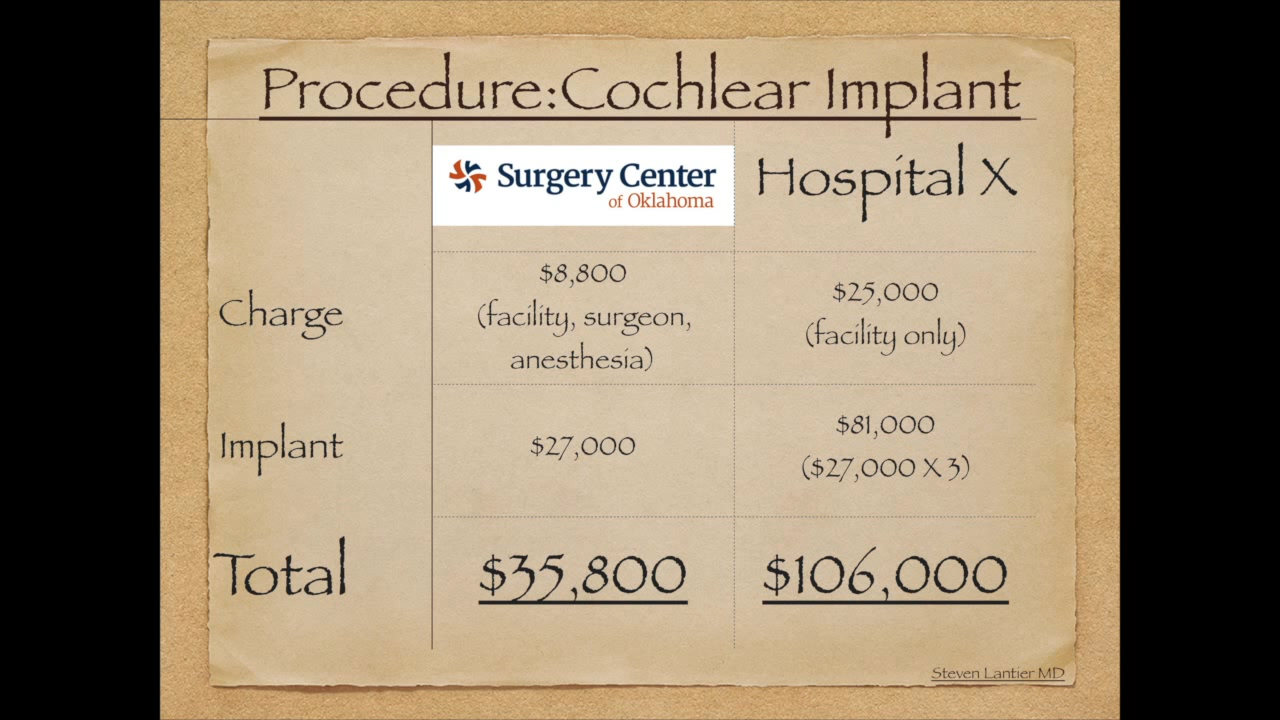 Procedure:Cochlear Implant
Surgery Center
of Oklahoma
Hospital X
Charge
$8,800
(facility, surgeon,
anesthesia)
$25,000
(facility only)
Implant
$27,000
$81,000
($27,000 X 3)
Total
$35,800
$106,000
Steven Lantier MD